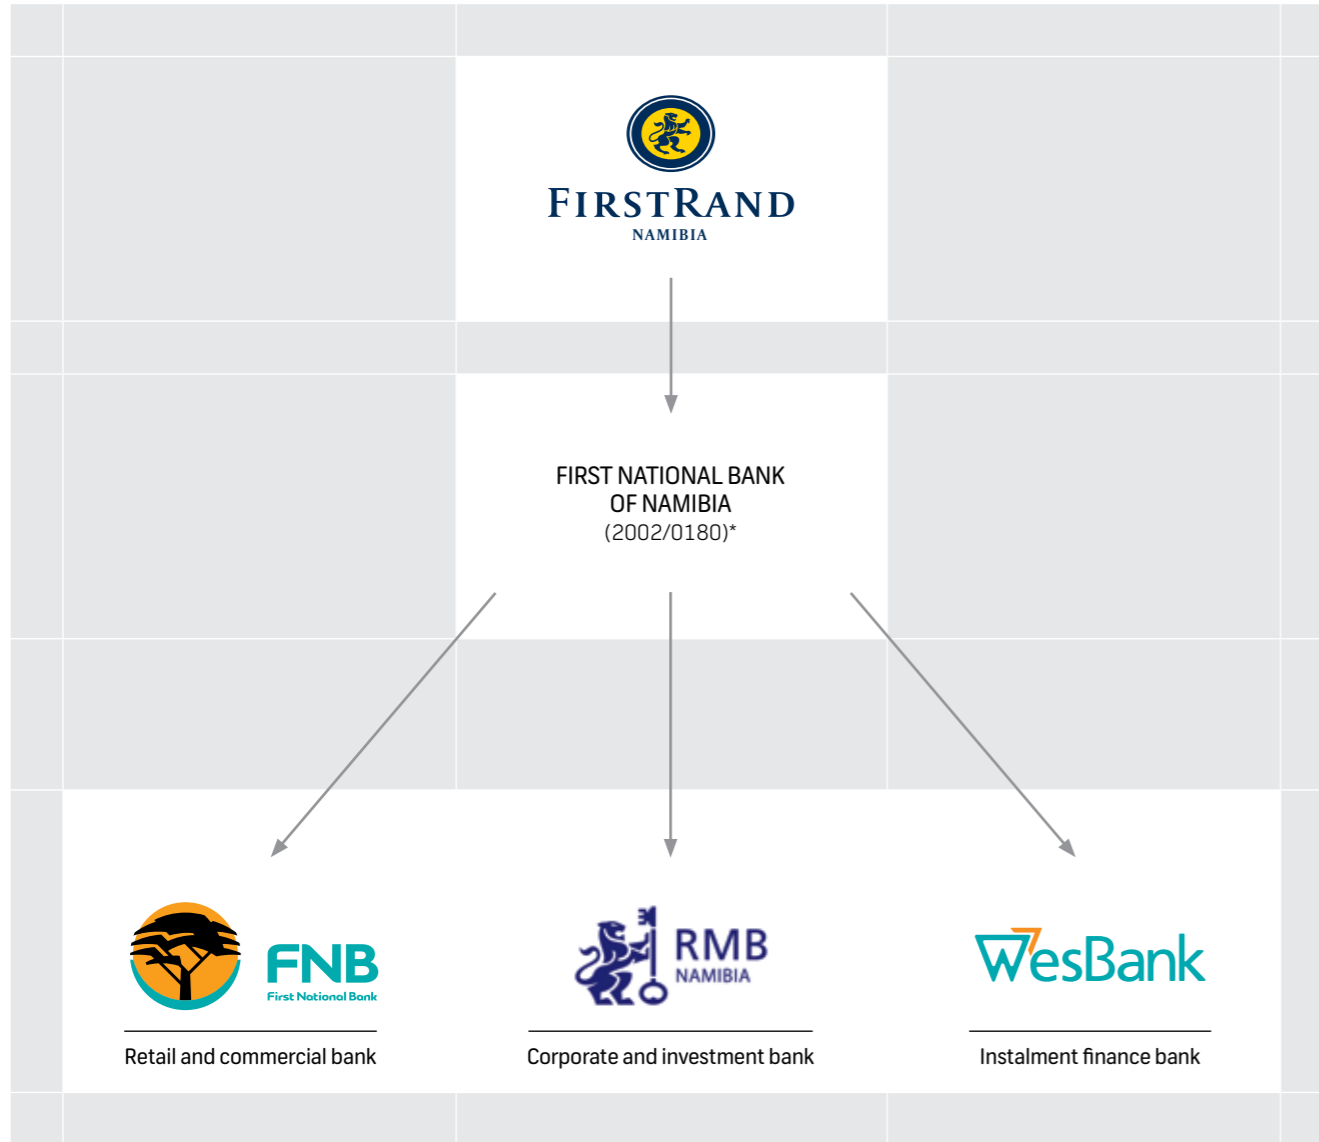 FIRSTRAND
NAMIBIA
FIRST NATIONAL BANK
OF NAMIBIA
(2002/0180)*
FNB
First National Bank
RMB
NAMIBIA
WesBank
Retail and commercial bank
Corporate and investment bank
Instalment finance bank